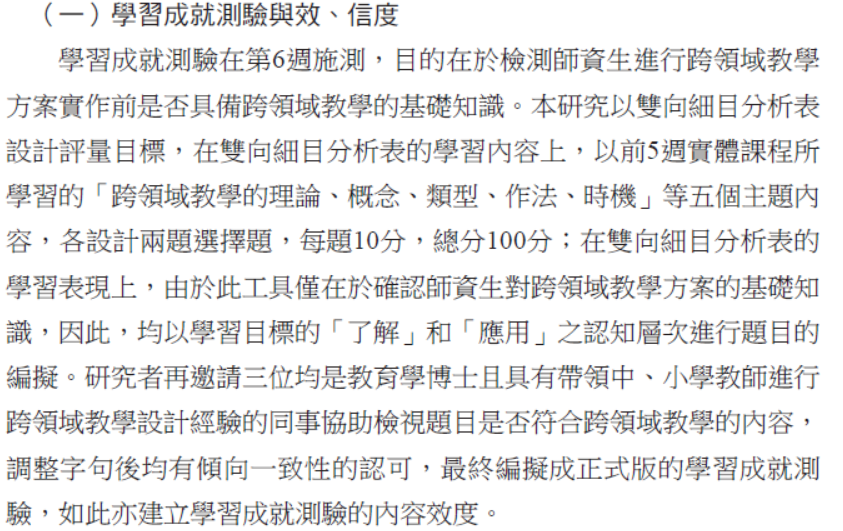 （一）學習成就測驗與效、信度
學習成就測驗在第6週施測，目的在於檢測師資生進行跨領域教學
方案實作前是否具備跨領域教學的基礎知識。本研究以雙向細目分析表
設計評量目標，在雙向細目分析表的學習內容上，以前5週實體課程所
學習的「跨領域教學的理論、概念、類型、作法、時機」等五個主題內
容，各設計兩題選擇題，每題10分，總分100分；在雙向細目分析表的
學習表現上，由於此工具僅在於確認師資生對跨領域教學方案的基礎知
識，因此，均以學習目標的「了解」和「應用」之認知層次進行題目的
編擬。研究者再邀請三位均是教育學博士且具有帶領中、小學教師進行
跨領域教學設計經驗的同事協助檢視題目是否符合跨領域教學的內容，
調整字句後均有傾向一致性的認可，最終編擬成正式版的學習成就測
驗，如此亦建立學習成就測驗的內容效度。